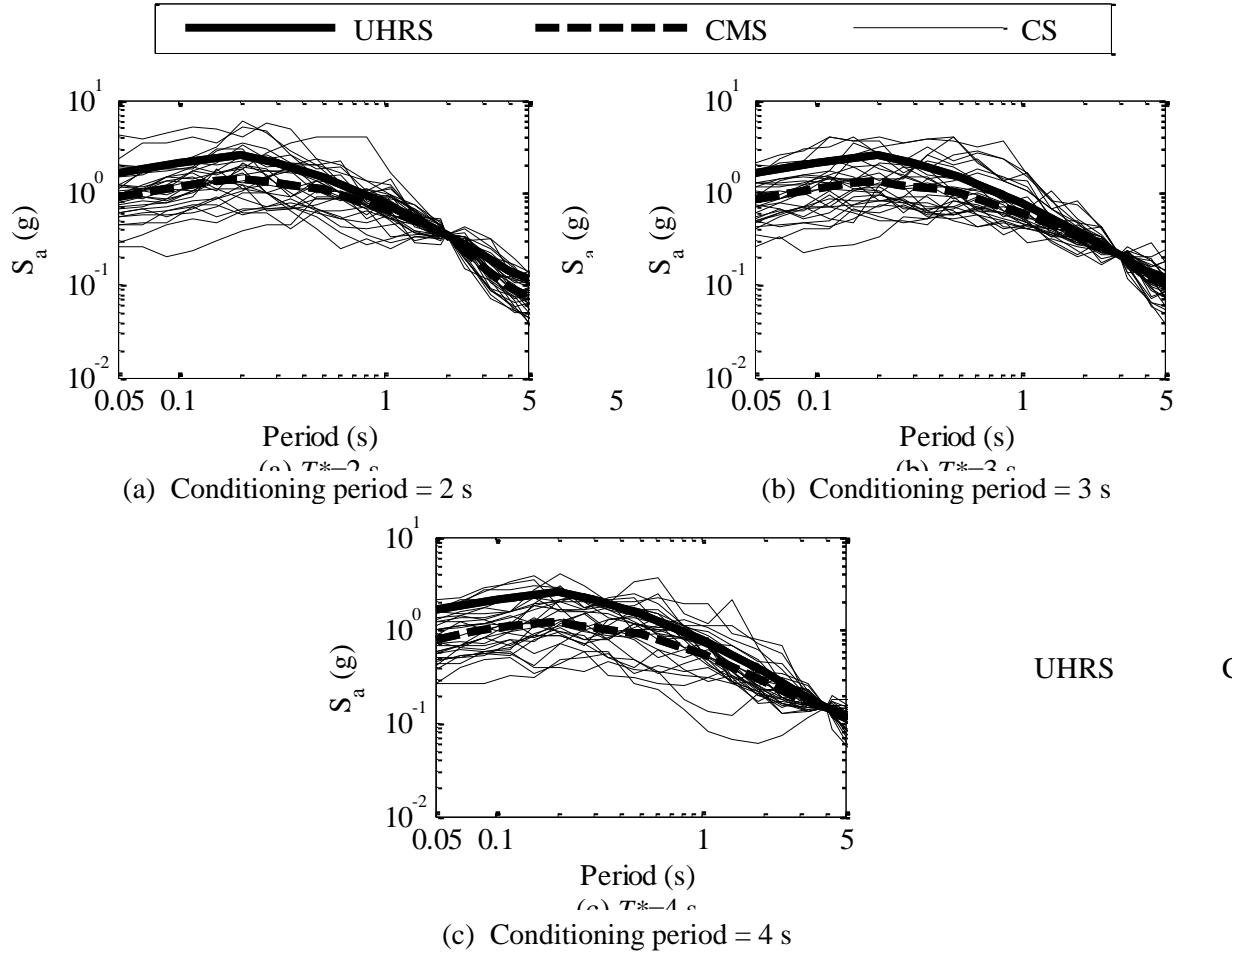 UHRS CMS CS
10^1
10^0
10^-1
10^-2
S_a (g)
0.05 0.1 1 5
Period (s)
(a) Conditioning period = 2 s
S_a (g)
5
10^1
10^0
10^-1
10^-2
S_a (g)
0.05 0.1 1 5
Period (s)
(b) Conditioning period = 3 s
10^1
10^0
10^-1
10^-2
S_a (g)
0.05 0.1 1 5
Period (s)
(c) Conditioning period = 4 s
UHRS